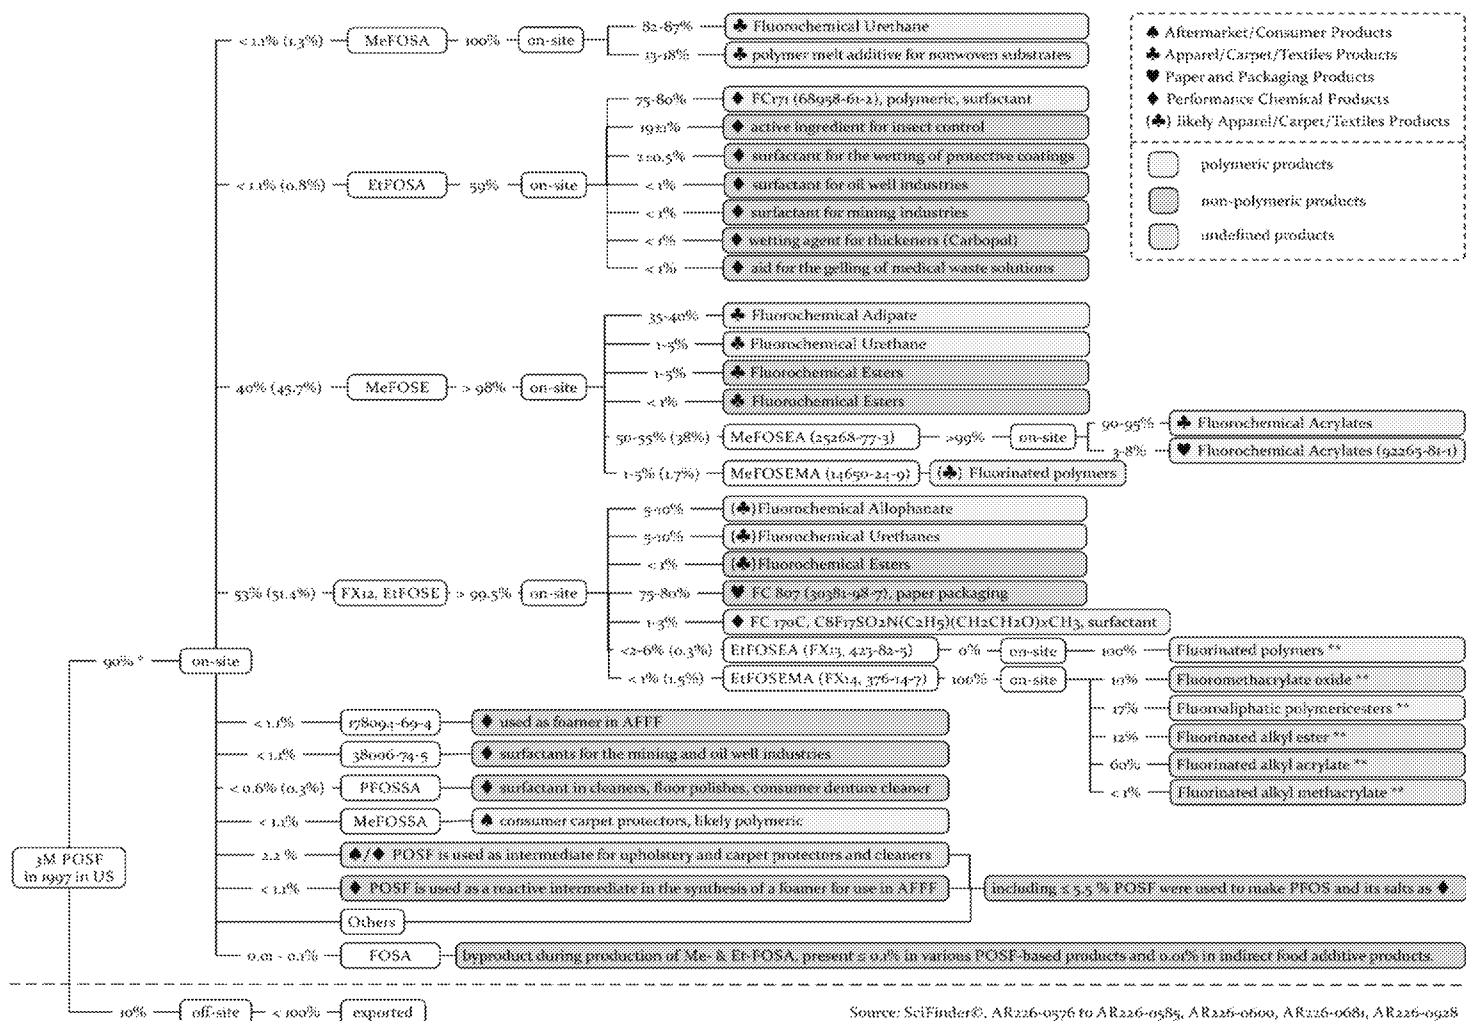 < 1.1% (1.3%) MeFOSA 100% on-site
82-87% ♣ Fluorochemical Urethane
13-18% ♣ polymer melt additive for nonwoven substrates
♠ Aftermarket/Consumer Products
♣ Apparel/Carpet/Textiles Products
♥ Paper and Packaging Products
♦ Performance Chemical Products
(♣) likely Apparel/Carpet/Textiles Products
polymeric products
non-polymeric products
undefined products
< 1.1% (0.8%) EtFOSA 59% on-site
75-80% ♦ FC171 (68958-61-2), polymeric, surfactant
19±1% ♦ active ingredient for insect control
2±0.5% ♦ surfactant for the wetting of protective coatings
< 1% ♦ surfactant for oil well industries
< 1% ♦ surfactant for mining industries
< 1% ♦ wetting agent for thickeners (Carbopol)
< 1% ♦ aid for the gelling of medical waste solutions
40% (45.7%) MeFOSE > 98% on-site
35-40% ♣ Fluorochemical Adipate
1-5% ♣ Fluorochemical Urethane
1-5% ♣ Fluorochemical Esters
< 1% ♣ Fluorochemical Esters
50-55% (38%) MeFOSEA (25268-77-3) >99% on-site
90-95% ♣ Fluorochemical Acrylates
3-8% ♥ Fluorochemical Acrylates (92265-81-1)
1-5% (1.7%) MeFOSEMA (14650-24-9) (♣) Fluorinated polymers
53% (51.4%) FX12, EtFOSE > 99.5% on-site
5-10% (♣)Fluorochemical Allophanate
5-10% (♣)Fluorochemical Urethanes
< 1% (♣)Fluorochemical Esters
75-80% ♥ FC 807 (30381-98-7), paper packaging
1-3% ♦ FC 170C, C8F17SO2N(C2H5)(CH2CH2O)xCH3, surfactant
<2-6% (0.3%) EtFOSEA (FX13, 423-82-5) 0% on-site 100% Fluorinated polymers **
< 1% (1.5%) EtFOSEMA (FX14, 376-14-7) 100% on-site
10% Fluoromethacrylate oxide **
17% Fluoroaliphatic polymericesters **
12% Fluorinated alkyl ester **
60% Fluorinated alkyl acrylate **
< 1% Fluorinated alkyl methacrylate **
90% * on-site
< 1.1% 178094-69-4 ♦ used as foamer in AFFF
< 1.1% 38006-74-5 ♦ surfactants for the mining and oil well industries
< 0.6% (0.3%) PFOSSA ♦ surfactant in cleaners, floor polishes, consumer denture cleaner
< 1.1% MeFOSSA ♠ consumer carpet protectors, likely polymeric
3M POSF
in 1997 in US
2.2 % ♠/♦ POSF is used as intermediate for upholstery and carpet protectors and cleaners
< 1.1% ♦ POSF is used as a reactive intermediate in the synthesis of a foamer for use in AFFF
including ≤ 5.5 % POSF were used to make PFOS and its salts as ♦.
Others
0.01 - 0.1% FOSA byproduct during production of Me- & Et-FOSA, present ≤ 0.1% in various POSF-based products and 0.01% in indirect food additive products.
10% off-site < 100% exported
Source: SciFinder©, AR226-0576 to AR226-0585, AR226-0600, AR226-0681, AR226-0928